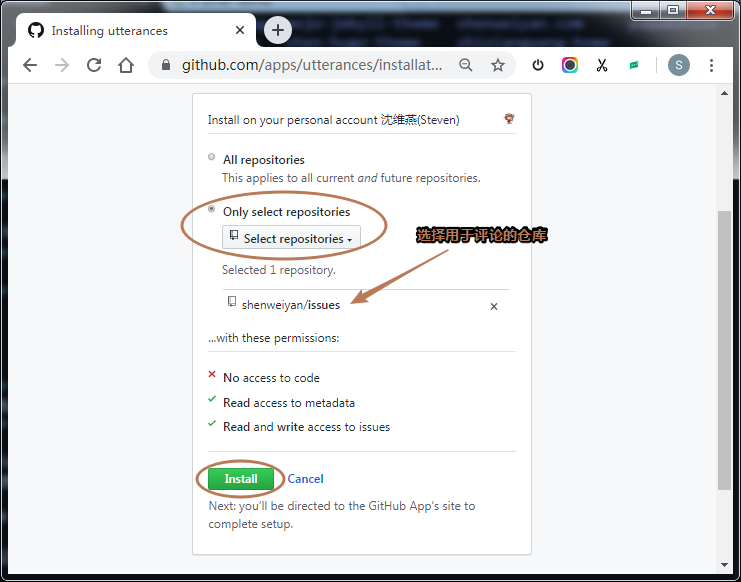 Installing utterances
github.com/apps/utterances/installat...
S
Install on your personal account 沈维燕(Steven)
All repositories
This applies to all current and future repositories.
Only select repositories
Select repositories
选择用于评论的仓库
Selected 1 repository.
shenweiyan/issues
...with these permissions:
No access to code
Read access to metadata
Read and write access to issues
Install Cancel
Next: you'll be directed to the GitHub App's site to
complete setup.